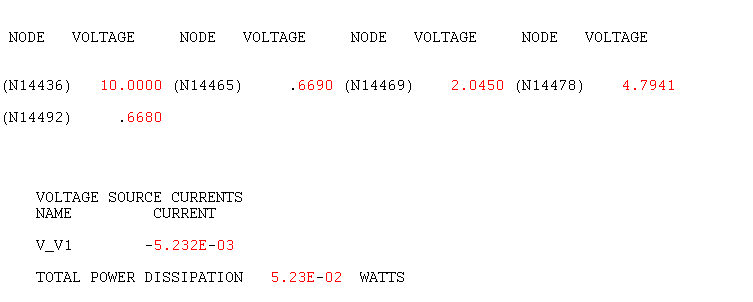 NODE VOLTAGE NODE VOLTAGE NODE VOLTAGE NODE VOLTAGE
(N14436) 10.0000 (N14465) .6690 (N14469) 2.0450 (N14478) 4.7941
(N14492) .6680
VOLTAGE SOURCE CURRENTS
NAME CURRENT
V_V1 -5.232E-03
TOTAL POWER DISSIPATION 5.23E-02 WATTS